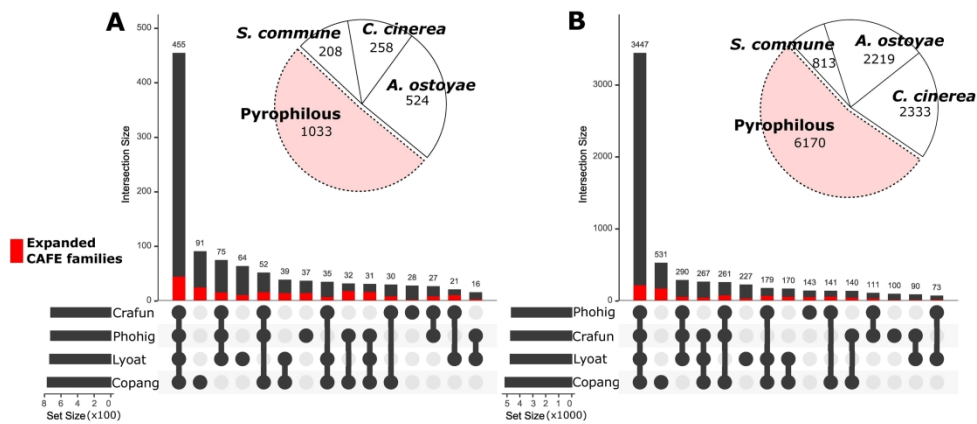 A
500
400
300
200
100
0
Intersection Size
455
91
75
64
52
39
37
35
32
31
30
28
27
21
16
S. commune
208
C. cinerea
258
A. ostoyae
524
Pyrophilous
1033
Expanded
CAFE families
Crafun
Phohig
Lyoat
Copang
8 6 4 2 0
Set Size (x100)
B
3000
2000
1000
0
Intersection Size
3447
531
290
267
261
227
179
170
143
141
140
111
100
90
73
S. commune
813
A. ostoyae
2219
C. cinerea
2333
Pyrophilous
6170
Phohig
Crafun
Lyoat
Copang
5 4 3 2 1 0
Set Size (x1000)